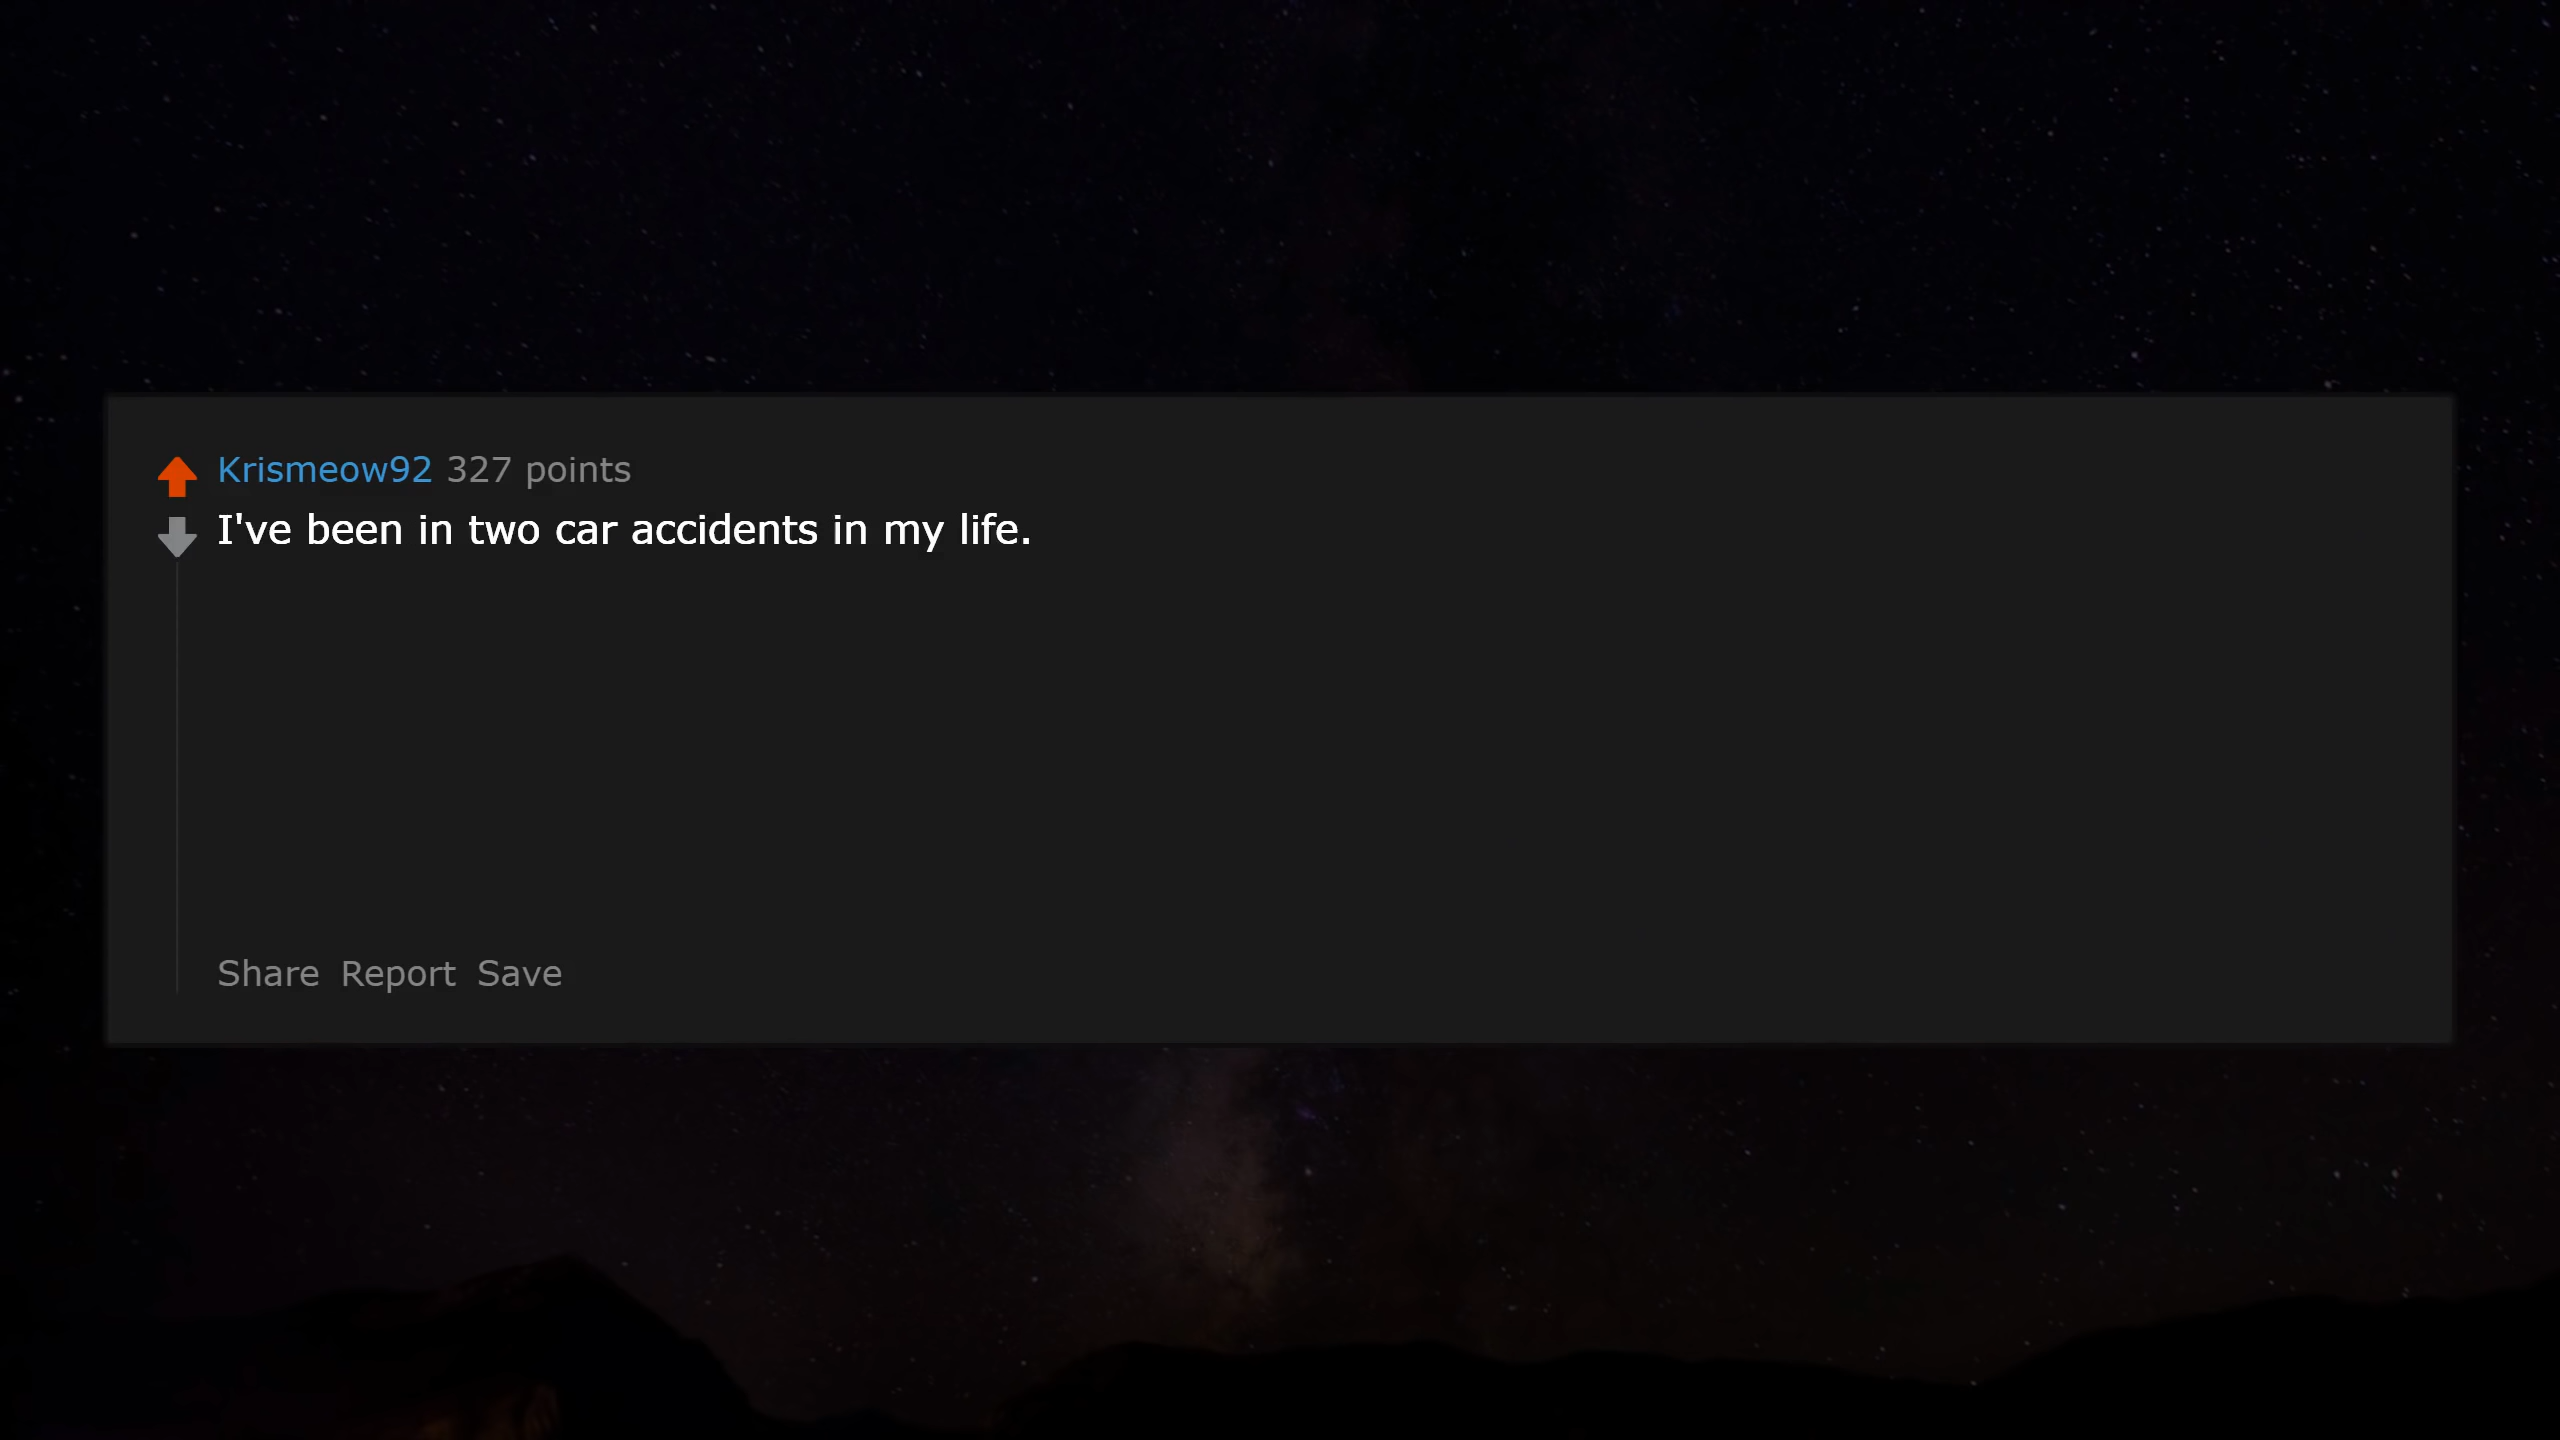 Krismeow92 327 points
I've been in two car accidents in my life.
Share Report Save